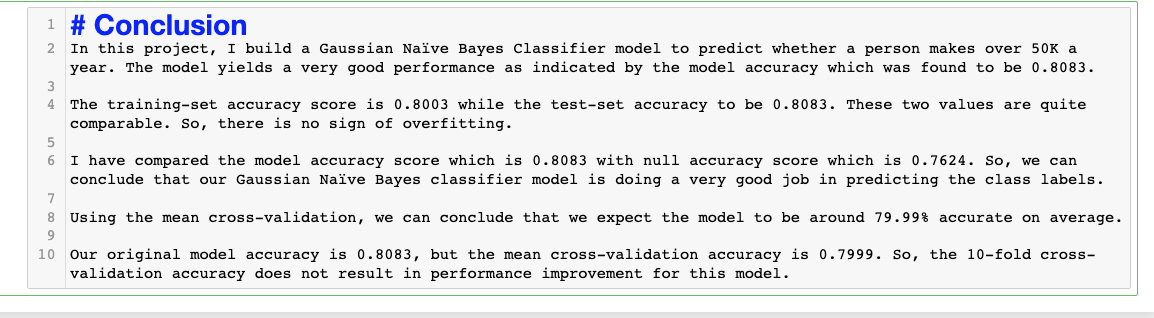 1 # Conclusion
2 In this project, I build a Gaussian Naïve Bayes Classifier model to predict whether a person makes over 50K a
year. The model yields a very good performance as indicated by the model accuracy which was found to be 0.8083.
3
4 The training-set accuracy score is 0.8003 while the test-set accuracy to be 0.8083. These two values are quite
comparable. So, there is no sign of overfitting.
5
6 I have compared the model accuracy score which is 0.8083 with null accuracy score which is 0.7624. So, we can
conclude that our Gaussian Naïve Bayes classifier model is doing a very good job in predicting the class labels.
7
8 Using the mean cross-validation, we can conclude that we expect the model to be around 79.99% accurate on average.
9
10 Our original model accuracy is 0.8083, but the mean cross-validation accuracy is 0.7999. So, the 10-fold cross-
validation accuracy does not result in performance improvement for this model.